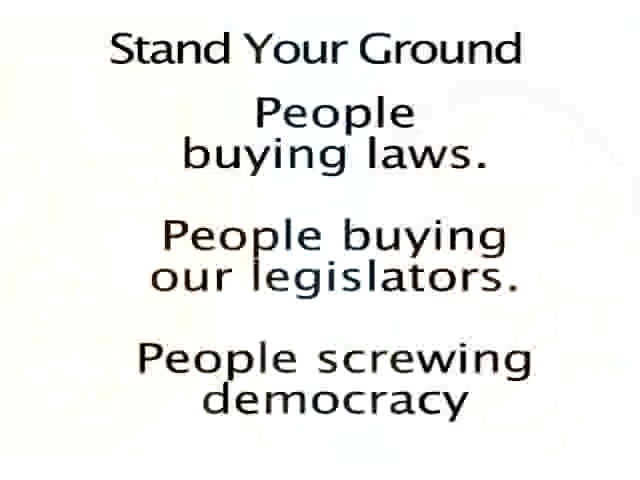 Stand Your Ground
People
buying laws.
People buying
our legislators.
People screwing
democracy